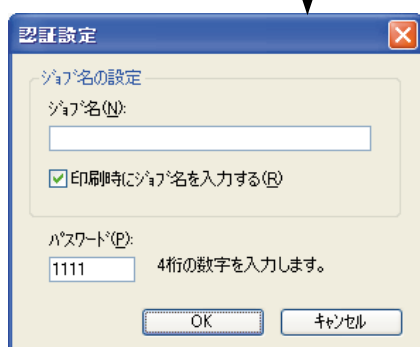 認証設定
ｼﾞｮﾌﾞ名の設定
ｼﾞｮﾌﾞ名(N):
印刷時にｼﾞｮﾌﾞ名を入力する(R)
ﾊﾟｽﾜｰﾄﾞ(P):
1111 4桁の数字を入力します。
OK ｷｬﾝｾﾙ